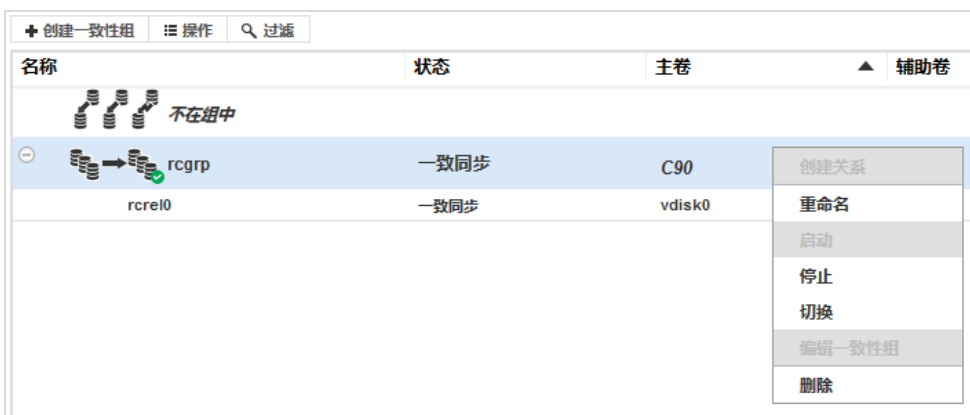 创建一致性组 操作 过滤
名称 状态 主卷 辅助卷
不在组中
rcgrp 一致同步 C90
rcrel0 一致同步 vdisk0
创建关系
重命名
启动
停止
切换
编辑一致性组
删除